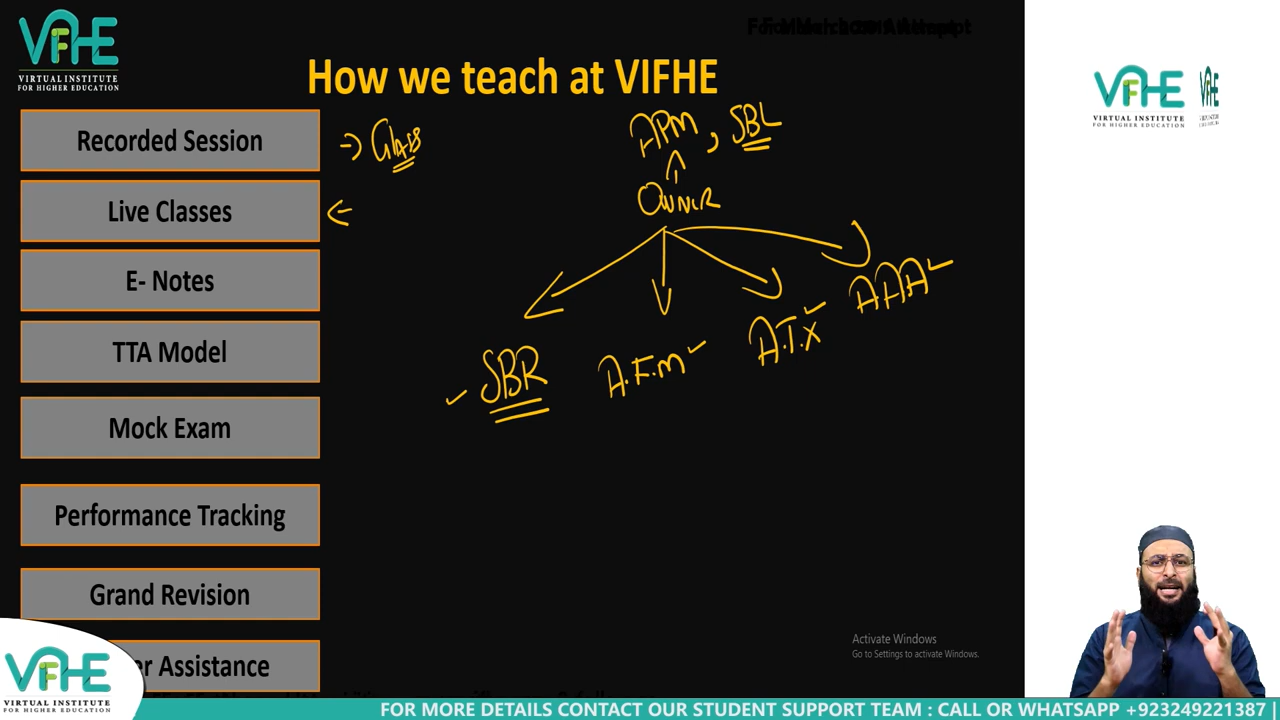 VIFHE
VIRTUAL INSTITUTE
FOR HIGHER EDUCATION
How we teach at VIFHE
VIFHE
VIRTUAL INSTITUTE
FOR HIGHER EDUCATION
Recorded Session
→ Class
APM, SBL
Owner
Live Classes
E- Notes
AAA
A.T.X
TTA Model
SBR
A.F.M
Mock Exam
Performance Tracking
Grand Revision
Activate Windows
Go to Settings to activate Windows.
Assistance
VIFHE
VIRTUAL INSTITUTE
FOR HIGHER EDUCATION
FOR MORE DETAILS CONTACT OUR STUDENT SUPPORT TEAM : CALL OR WHATSAPP +923249221387 |